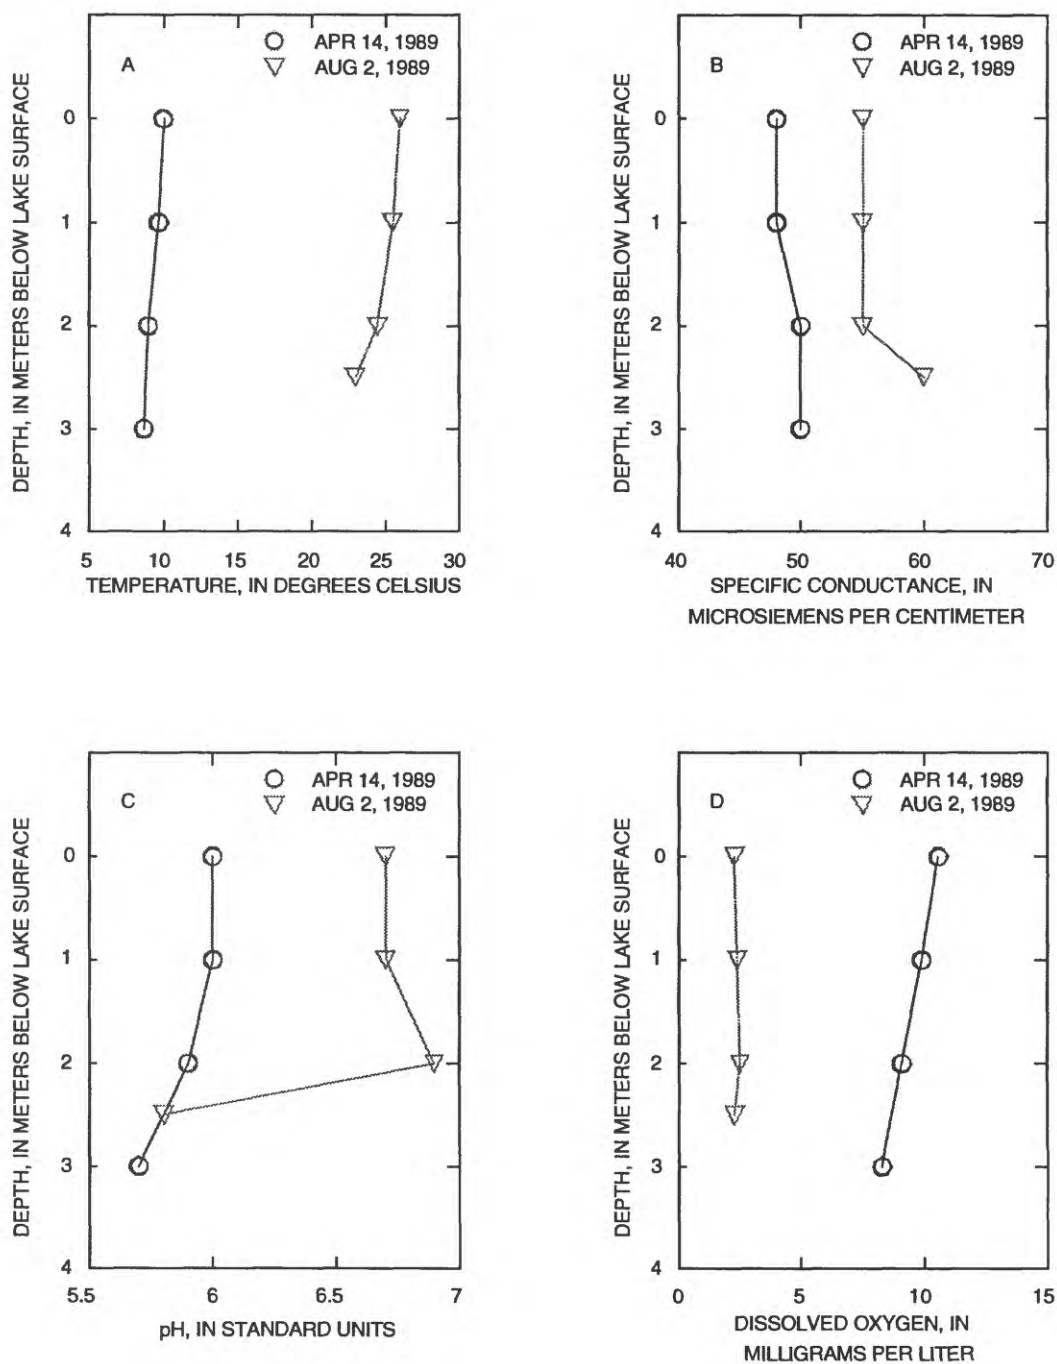 A
APR 14, 1989
AUG 2, 1989
DEPTH, IN METERS BELOW LAKE SURFACE
0
1
2
3
4
5
10
15
20
25
30
TEMPERATURE, IN DEGREES CELSIUS
B
APR 14, 1989
AUG 2, 1989
DEPTH, IN METERS BELOW LAKE SURFACE
0
1
2
3
4
40
50
60
70
SPECIFIC CONDUCTANCE, IN
MICROSIEMENS PER CENTIMETER
C
APR 14, 1989
AUG 2, 1989
DEPTH, IN METERS BELOW LAKE SURFACE
0
1
2
3
4
5.5
6
6.5
7
pH, IN STANDARD UNITS
D
APR 14, 1989
AUG 2, 1989
DEPTH, IN METERS BELOW LAKE SURFACE
0
1
2
3
4
0
5
10
15
DISSOLVED OXYGEN, IN
MILLIGRAMS PER LITER